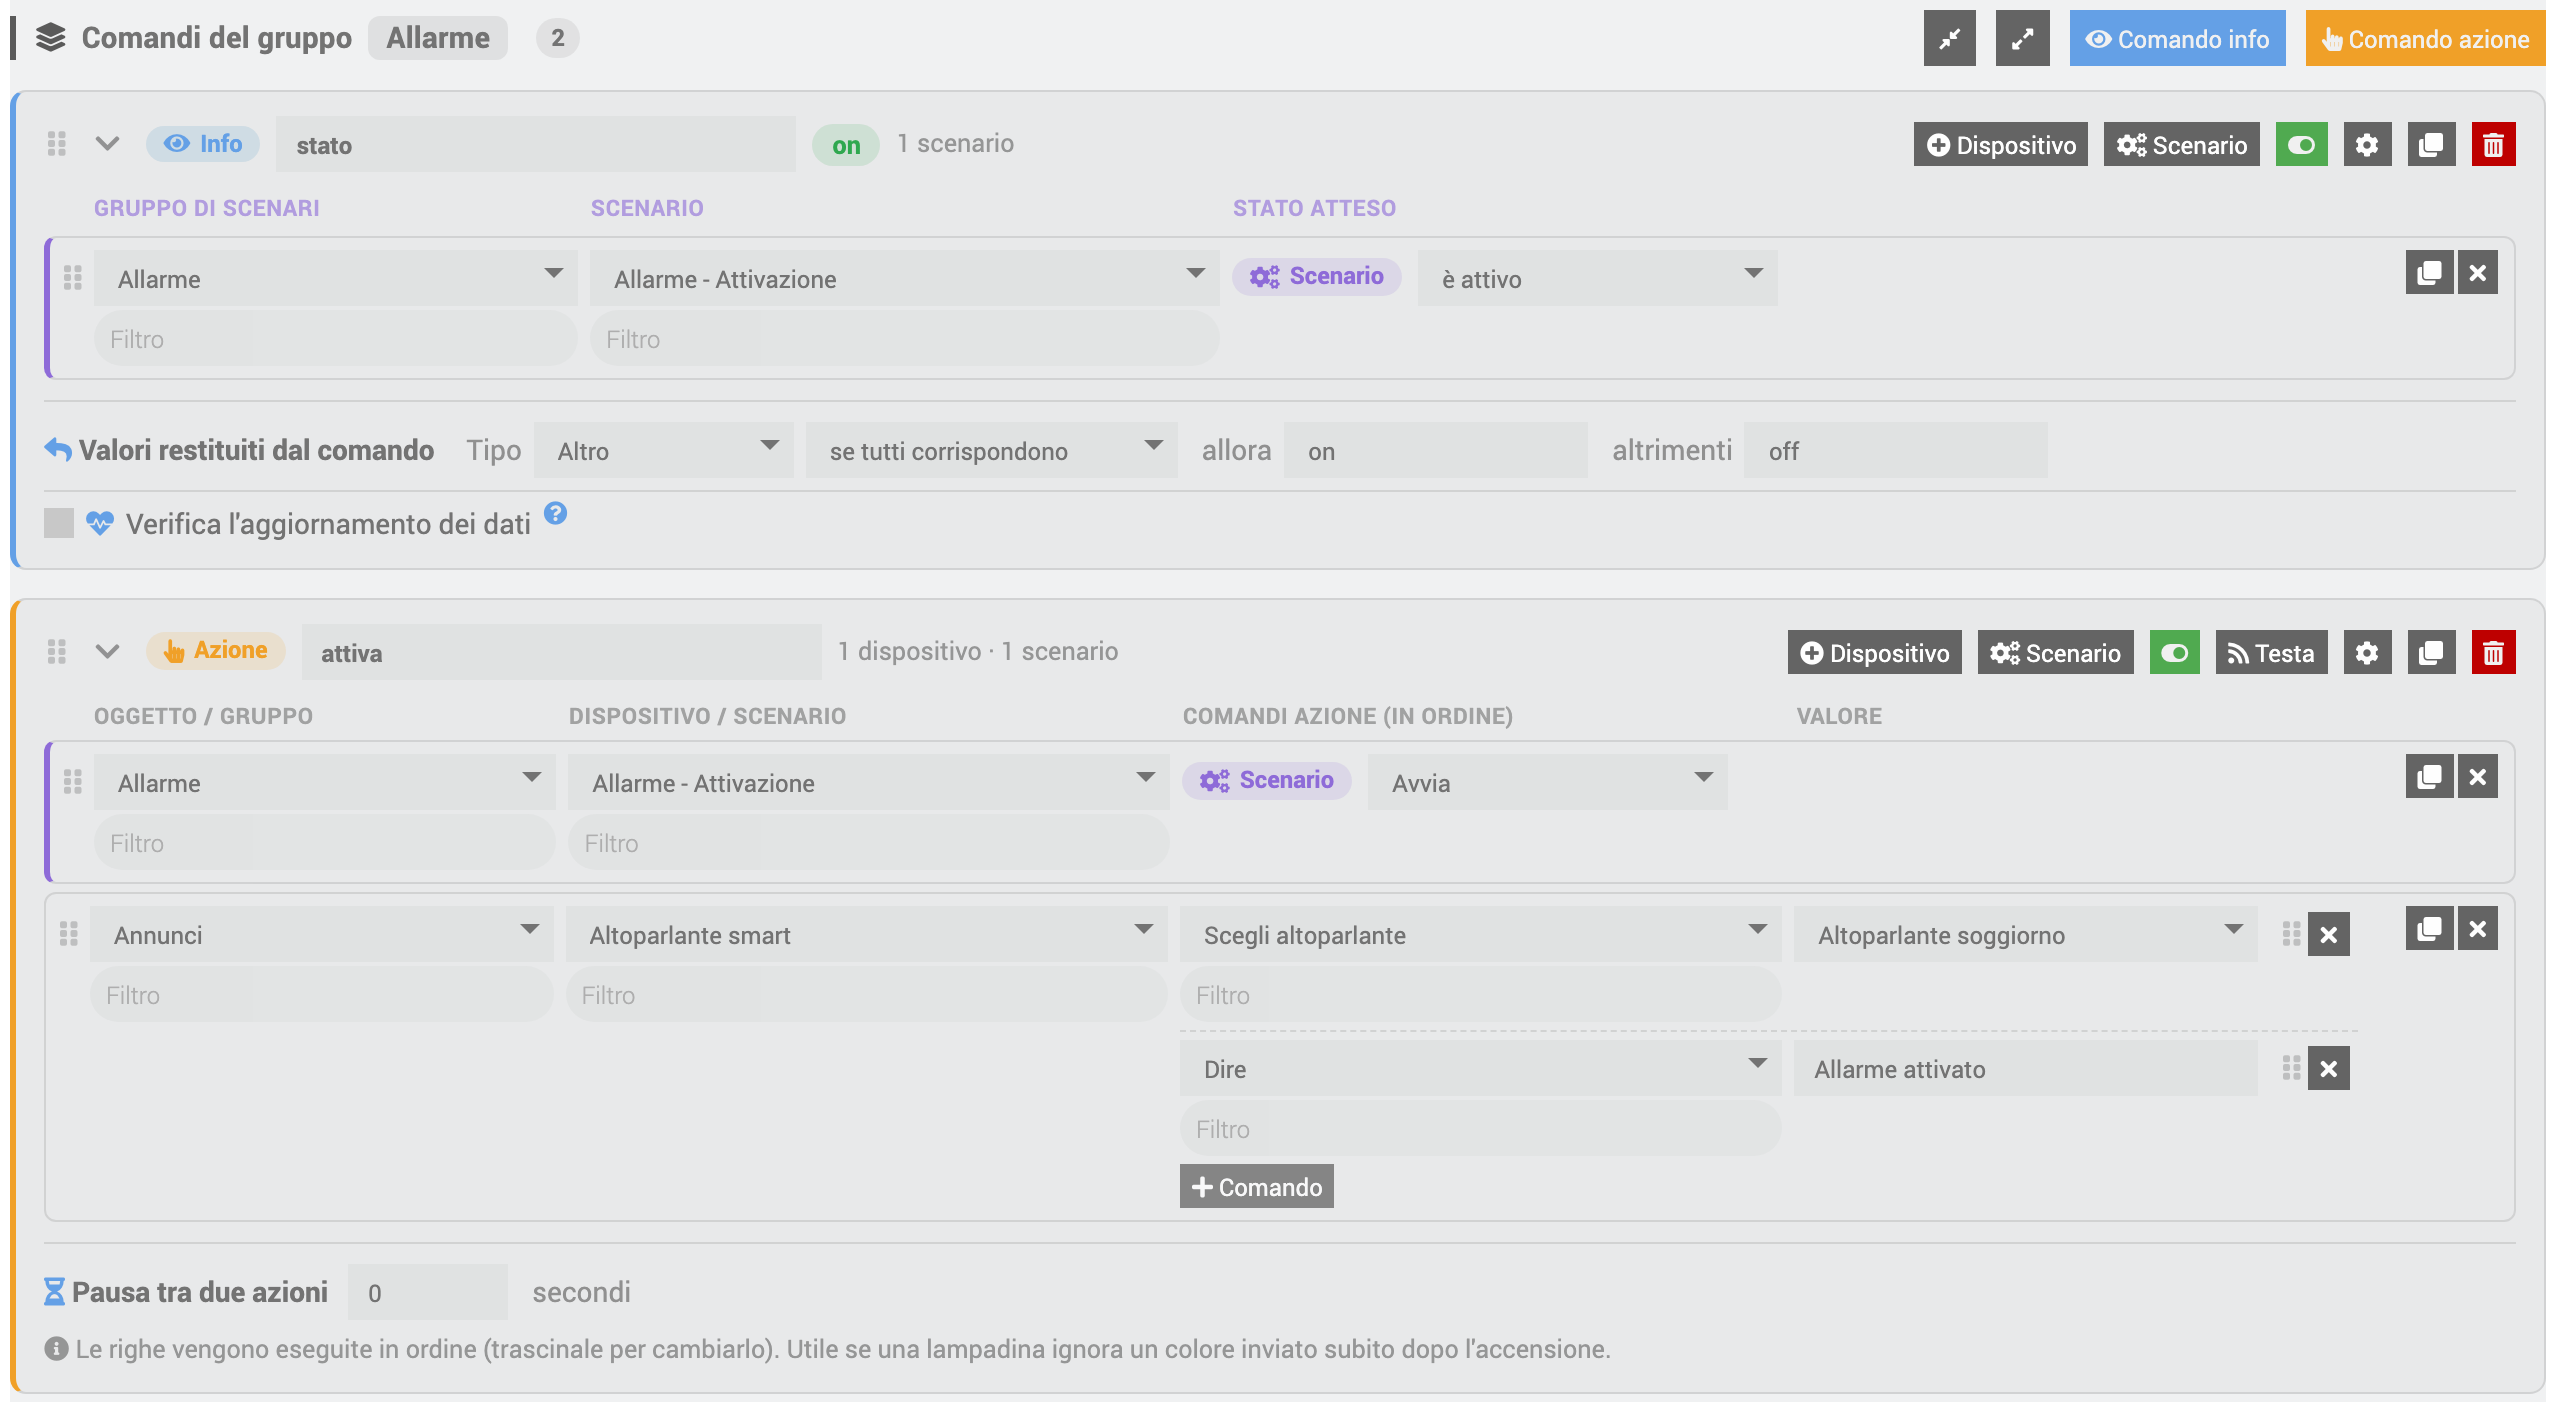 Comandi del gruppo Allarme 2 Comando info Comando azione
Info stato on 1 scenario Dispositivo Scenario
GRUPPO DI SCENARI SCENARIO STATO ATTESO
Allarme Allarme - Attivazione Scenario è attivo
Filtro Filtro
Valori restituiti dal comando Tipo Altro se tutti corrispondono allora on altrimenti off
Verifica l'aggiornamento dei dati ?
Azione attiva 1 dispositivo · 1 scenario Dispositivo Scenario Testa
OGGETTO / GRUPPO DISPOSITIVO / SCENARIO COMANDI AZIONE (IN ORDINE) VALORE
Allarme Allarme - Attivazione Scenario Avvia
Filtro Filtro
Annunci Altoparlante smart Scegli altoparlante Altoparlante soggiorno
Filtro Filtro Filtro
Dire Allarme attivato
Filtro
Comando
Pausa tra due azioni 0 secondi
Le righe vengono eseguite in ordine (trascinale per cambiarlo). Utile se una lampadina ignora un colore inviato subito dopo l'accensione.